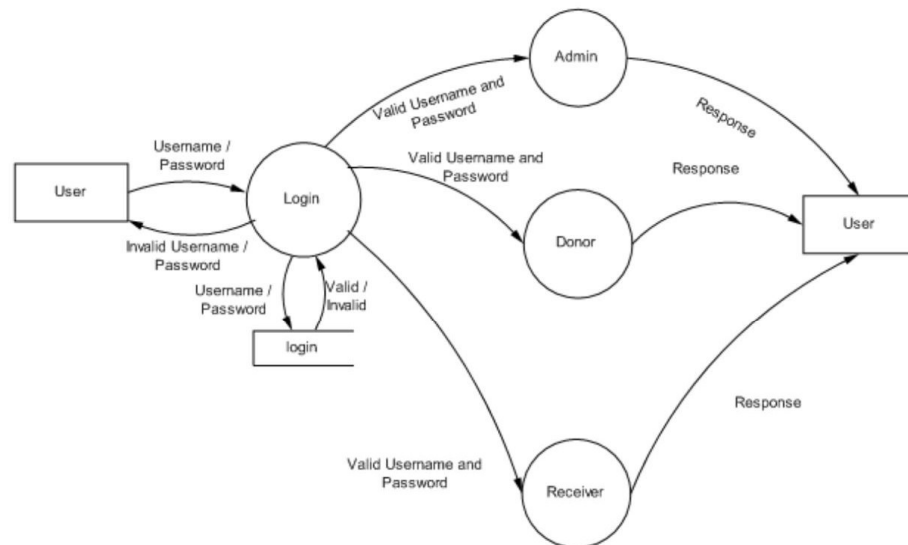 Admin
Valid Username and
Password
Response
Username /
Password
Valid Username and
Password
Response
User
Login
User
Donor
Invalid Username /
Password
Username /
Password
Valid /
Invalid
login
Response
Valid Username and
Password
Receiver